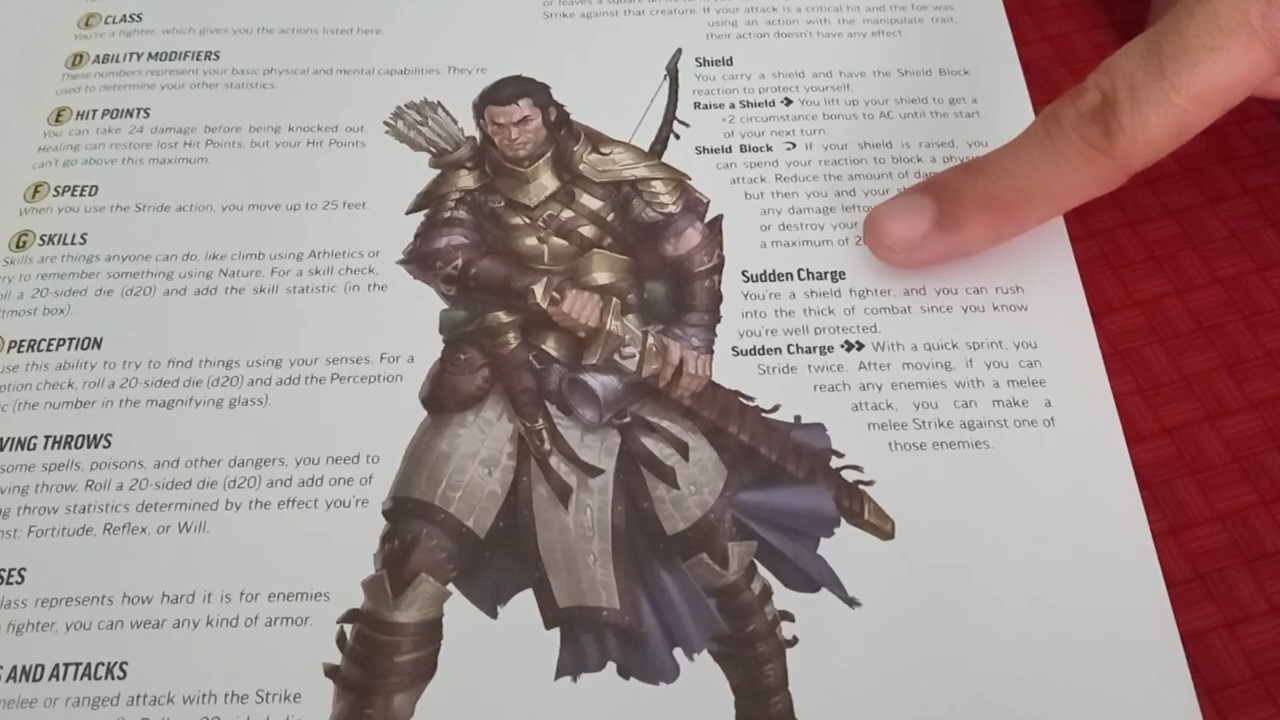 C CLASS
You're a fighter, which gives you the actions listed here.
D ABILITY MODIFIERS
These numbers represent your basic physical and mental capabilities. They're
used to determine your other statistics.
E HIT POINTS
You can take 24 damage before being knocked out.
Healing can restore lost Hit Points, but your Hit Points
can't go above this maximum.
F SPEED
When you use the Stride action, you move up to 25 feet.
G SKILLS
Skills are things anyone can do, like climb using Athletics or
ry to remember something using Nature. For a skill check,
oll a 20-sided die (d20) and add the skill statistic (in the
tmost box).
PERCEPTION
use this ability to try to find things using your senses. For a
ption check, roll a 20-sided die (d20) and add the Perception
ic (the number in the magnifying glass).
VING THROWS
some spells, poisons, and other dangers, you need to
ving throw. Roll a 20-sided die (d20) and add one of
ng throw statistics determined by the effect you're
nst: Fortitude, Reflex, or Will.
SES
lass represents how hard it is for enemies
fighter, you can wear any kind of armor.
S AND ATTACKS
melee or ranged attack with the Strike
or leaves a square
Strike against that creature. If your attack is a critical hit and the foe was
using an action with the manipulate trait,
their action doesn't have any effect.
Shield
You carry a shield and have the Shield Block
reaction to protect yourself.
Raise a Shield You lift up your shield to get a
+2 circumstance bonus to AC until the start
of your next turn.
Shield Block If your shield is raised, you
can spend your reaction to block a physi
attack. Reduce the amount of dam
but then you and your sh
any damage leftov
or destroy your
a maximum of 2
Sudden Charge
You're a shield fighter, and you can rush
into the thick of combat since you know
you're well protected.
Sudden Charge With a quick sprint, you
Stride twice. After moving, if you can
reach any enemies with a melee
attack, you can make a
melee Strike against one of
those enemies.